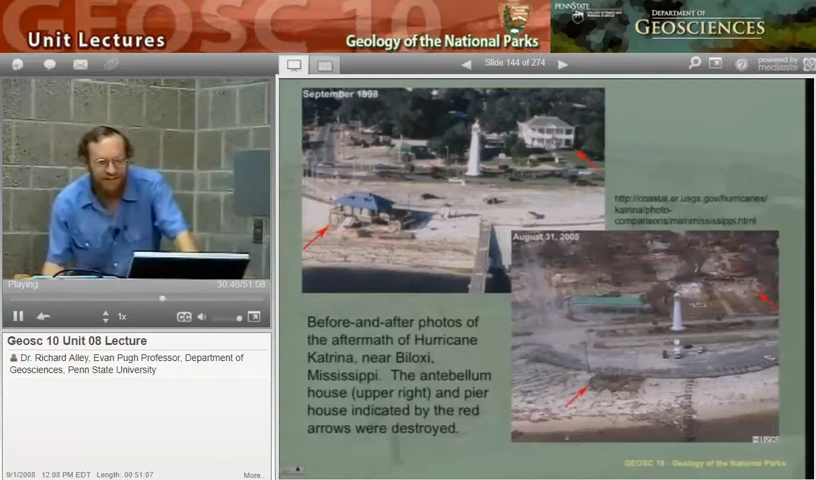 GEOSC 10
Unit Lectures
Geology of the National Parks
PENNSTATE
DEPARTMENT OF
GEOSCIENCES
Slide 144 of 274
powered by
mediasite
September 1998
http://coastal.er.usgs.gov/hurricanes/
katrina/photo-
comparisons/mainmississippi.html
August 31, 2005
Before-and-after photos of
the aftermath of Hurricane
Katrina, near Biloxi,
Mississippi. The antebellum
house (upper right) and pier
house indicated by the red
arrows were destroyed.
USGS
GEOSC 10 - Geology of the National Parks
Playing
30:40/51:08
1x
CC
Geosc 10 Unit 08 Lecture
Dr. Richard Alley, Evan Pugh Professor, Department of
Geosciences, Penn State University
9/1/2008 12:08 PM EDT Length: 00:51:07
More...